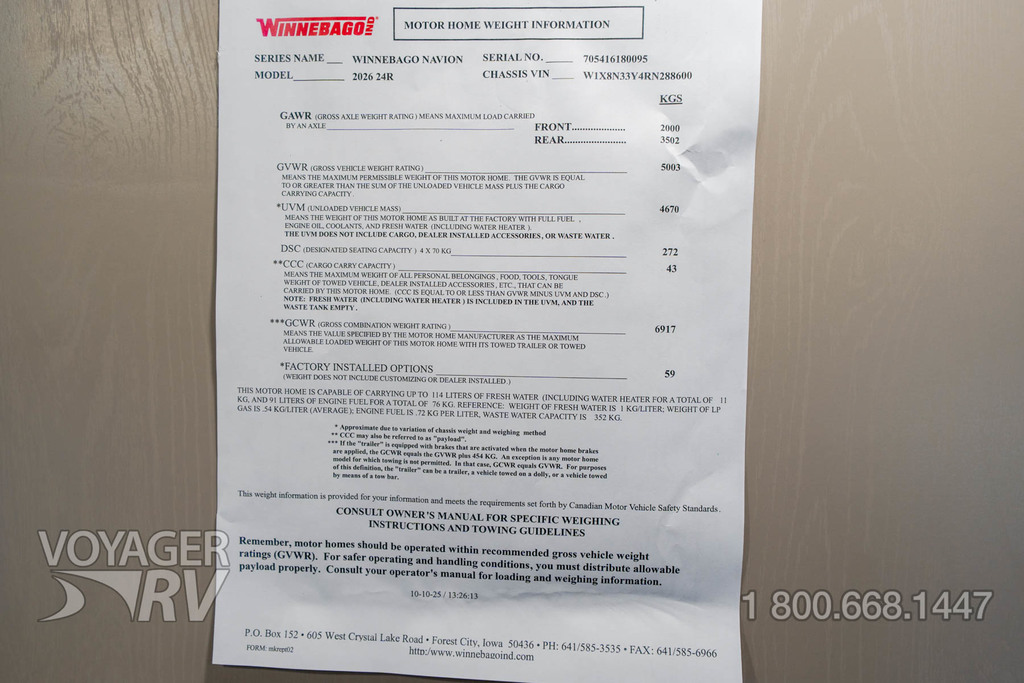 WINNEBAGO IND
MOTOR HOME WEIGHT INFORMATION
SERIES NAME ___ WINNEBAGO NAVION SERIAL NO. _____ 705416180095
MODEL_________ 2026 24R CHASSIS VIN ____ W1X8N33Y4RN288600
KGS
GAWR (GROSS AXLE WEIGHT RATING) MEANS MAXIMUM LOAD CARRIED
BY AN AXLE FRONT..................... 2000
REAR........................ 3502
GVWR (GROSS VEHICLE WEIGHT RATING) 5003
MEANS THE MAXIMUM PERMISSIBLE WEIGHT OF THIS MOTOR HOME. THE GVWR IS EQUAL
TO OR GREATER THAN THE SUM OF THE UNLOADED VEHICLE MASS PLUS THE CARGO
CARRYING CAPACITY.
*UVM (UNLOADED VEHICLE MASS) 4670
MEANS THE WEIGHT OF THIS MOTOR HOME AS BUILT AT THE FACTORY WITH FULL FUEL ,
ENGINE OIL, COOLANTS, AND FRESH WATER (INCLUDING WATER HEATER ).
THE UVM DOES NOT INCLUDE CARGO, DEALER INSTALLED ACCESSORIES, OR WASTE WATER .
DSC (DESIGNATED SEATING CAPACITY ) 4 X 70 KG 272
**CCC (CARGO CARRY CAPACITY) 43
MEANS THE MAXIMUM WEIGHT OF ALL PERSONAL BELONGINGS , FOOD, TOOLS, TONGUE
WEIGHT OF TOWED VEHICLE, DEALER INSTALLED ACCESSORIES , ETC., THAT CAN BE
CARRIED BY THIS MOTOR HOME. (CCC IS EQUAL TO OR LESS THAN GVWR MINUS UVM AND DSC.)
NOTE: FRESH WATER (INCLUDING WATER HEATER ) IS INCLUDED IN THE UVM, AND THE
WASTE TANK EMPTY .
***GCWR (GROSS COMBINATION WEIGHT RATING ) 6917
MEANS THE VALUE SPECIFIED BY THE MOTOR HOME MANUFACTURER AS THE MAXIMUM
ALLOWABLE LOADED WEIGHT OF THIS MOTOR HOME WITH ITS TOWED TRAILER OR TOWED
VEHICLE.
*FACTORY INSTALLED OPTIONS 59
(WEIGHT DOES NOT INCLUDE CUSTOMIZING OR DEALER INSTALLED .)
THIS MOTOR HOME IS CAPABLE OF CARRYING UP TO 114 LITERS OF FRESH WATER (INCLUDING WATER HEATER FOR A TOTAL OF 11
KG, AND 91 LITERS OF ENGINE FUEL FOR A TOTAL OF 76 KG. REFERENCE: WEIGHT OF FRESH WATER IS 1 KG/LITER; WEIGHT OF LP
GAS IS .54 KG/LITER (AVERAGE); ENGINE FUEL IS .72 KG PER LITER, WASTE WATER CAPACITY IS 352 KG.
* Approximate due to variation of chassis weight and weighing method
** CCC may also be referred to as "payload".
*** If the "trailer" is equipped with brakes that are activated when the motor home brakes
are applied, the GCWR equals the GVWR plus 454 KG. An exception is any motor home
model for which towing is not permitted. In that case, GCWR equals GVWR. For purposes
of this definition, the "trailer" can be a trailer, a vehicle towed on a dolly, or a vehicle towed
by means of a tow bar.
This weight information is provided for your information and meets the requirements set forth by Canadian Motor Vehicle Safety Standards.
CONSULT OWNER'S MANUAL FOR SPECIFIC WEIGHING
INSTRUCTIONS AND TOWING GUIDELINES
Remember, motor homes should be operated within recommended gross vehicle weight
ratings (GVWR). For safer operating and handling conditions, you must distribute allowable
payload properly. Consult your operator's manual for loading and weighing information.
10-10-25 / 13:26:13
P.O. Box 152 • 605 West Crystal Lake Road • Forest City, Iowa 50436 • PH: 641/585-3535 • FAX: 641/585-6966
http:/www.winnebagoind.com
FORM: mkrept02
VOYAGER
RV
1 800.668.1447